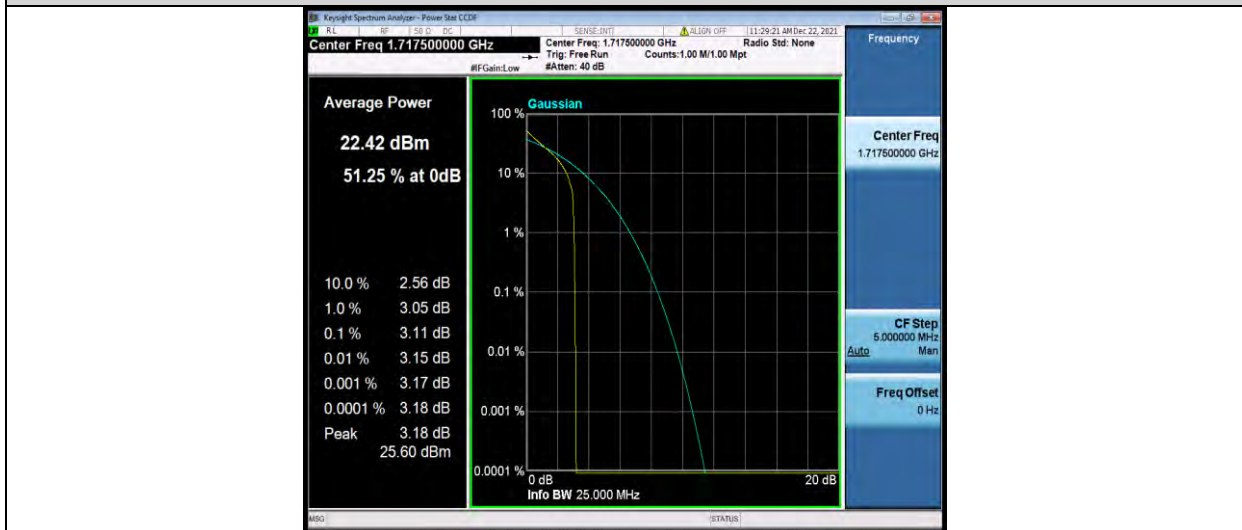 Keysight Spectrum Analyzer - Power Stat CCDF
RL RF 50 Ω DC SENSE:INT ALIGN OFF 11:29:21 AM Dec 22, 2021
Center Freq 1.717500000 GHz
Center Freq: 1.717500000 GHz Radio Std: None
Trig: Free Run Counts:1.00 M/1.00 Mpt
#IFGain:Low #Atten: 40 dB
Frequency
Average Power
22.42 dBm
51.25 % at 0dB
10.0 % 2.56 dB
1.0 % 3.05 dB
0.1 % 3.11 dB
0.01 % 3.15 dB
0.001 % 3.17 dB
0.0001 % 3.18 dB
Peak 3.18 dB
25.60 dBm
Gaussian
100 %
10 %
1 %
0.1 %
0.01 %
0.001 %
0.0001 %
0 dB 20 dB
Info BW 25.000 MHz
Center Freq
1.717500000 GHz
CF Step
5.000000 MHz
Auto Man
Freq Offset
0 Hz
MSG STATUS